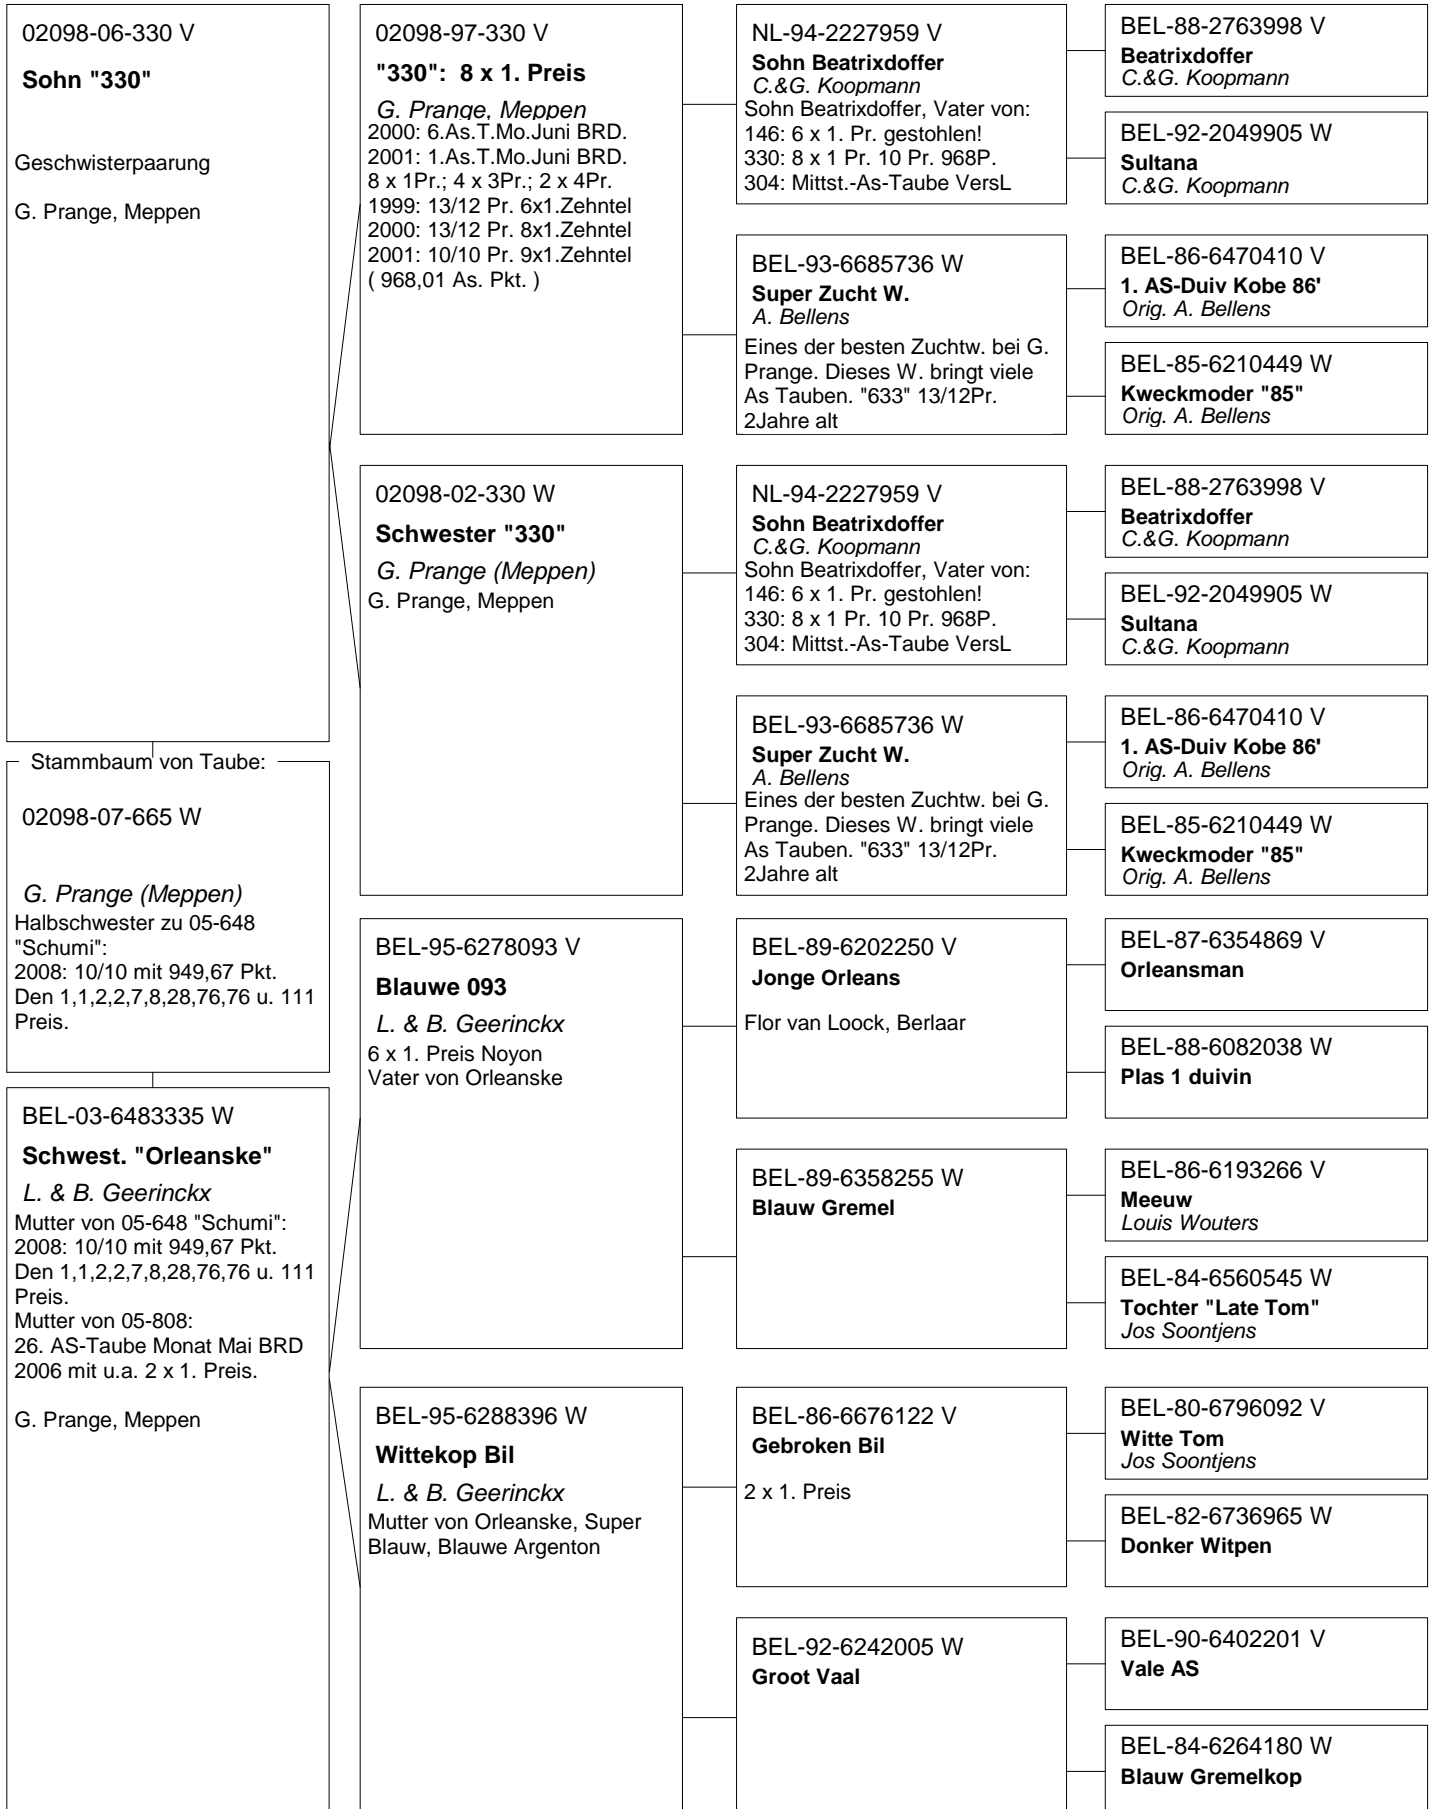 02098-06-330 V
Sohn "330"
Geschwisterpaarung
G. Prange, Meppen
Stammbaum von Taube:
02098-07-665 W
G. Prange (Meppen)
Halbschwester zu 05-648
"Schumi":
2008: 10/10 mit 949,67 Pkt.
Den 1,1,2,2,7,8,28,76,76 u. 111
Preis.
BEL-03-6483335 W
Schwest. "Orleanske"
L. & B. Geerinckx
Mutter von 05-648 "Schumi":
2008: 10/10 mit 949,67 Pkt.
Den 1,1,2,2,7,8,28,76,76 u. 111
Preis.
Mutter von 05-808:
26. AS-Taube Monat Mai BRD
2006 mit u.a. 2 x 1. Preis.
G. Prange, Meppen
02098-97-330 V
"330": 8 x 1. Preis
G. Prange, Meppen
2000: 6.As.T.Mo.Juni BRD.
2001: 1.As.T.Mo.Juni BRD.
8 x 1Pr.; 4 x 3Pr.; 2 x 4Pr.
1999: 13/12 Pr. 6x1.Zehntel
2000: 13/12 Pr. 8x1.Zehntel
2001: 10/10 Pr. 9x1.Zehntel
( 968,01 As. Pkt. )
02098-02-330 W
Schwester "330"
G. Prange (Meppen)
G. Prange, Meppen
BEL-95-6278093 V
Blauwe 093
L. & B. Geerinckx
6 x 1. Preis Noyon
Vater von Orleanske
BEL-95-6288396 W
Wittekop Bil
L. & B. Geerinckx
Mutter von Orleanske, Super
Blauw, Blauwe Argenton
NL-94-2227959 V
Sohn Beatrixdoffer
C.&G. Koopmann
Sohn Beatrixdoffer, Vater von:
146: 6 x 1. Pr. gestohlen!
330: 8 x 1 Pr. 10 Pr. 968P.
304: Mittst.-As-Taube VersL
BEL-93-6685736 W
Super Zucht W.
A. Bellens
Eines der besten Zuchtw. bei G.
Prange. Dieses W. bringt viele
As Tauben. "633" 13/12Pr.
2Jahre alt
NL-94-2227959 V
Sohn Beatrixdoffer
C.&G. Koopmann
Sohn Beatrixdoffer, Vater von:
146: 6 x 1. Pr. gestohlen!
330: 8 x 1 Pr. 10 Pr. 968P.
304: Mittst.-As-Taube VersL
BEL-93-6685736 W
Super Zucht W.
A. Bellens
Eines der besten Zuchtw. bei G.
Prange. Dieses W. bringt viele
As Tauben. "633" 13/12Pr.
2Jahre alt
BEL-89-6202250 V
Jonge Orleans
Flor van Loock, Berlaar
BEL-89-6358255 W
Blauw Gremel
BEL-86-6676122 V
Gebroken Bil
2 x 1. Preis
BEL-92-6242005 W
Groot Vaal
BEL-88-2763998 V
Beatrixdoffer
C.&G. Koopmann
BEL-92-2049905 W
Sultana
C.&G. Koopmann
BEL-86-6470410 V
1. AS-Duiv Kobe 86'
Orig. A. Bellens
BEL-85-6210449 W
Kweckmoder "85"
Orig. A. Bellens
BEL-88-2763998 V
Beatrixdoffer
C.&G. Koopmann
BEL-92-2049905 W
Sultana
C.&G. Koopmann
BEL-86-6470410 V
1. AS-Duiv Kobe 86'
Orig. A. Bellens
BEL-85-6210449 W
Kweckmoder "85"
Orig. A. Bellens
BEL-87-6354869 V
Orleansman
BEL-88-6082038 W
Plas 1 duivin
BEL-86-6193266 V
Meeuw
Louis Wouters
BEL-84-6560545 W
Tochter "Late Tom"
Jos Soontjens
BEL-80-6796092 V
Witte Tom
Jos Soontjens
BEL-82-6736965 W
Donker Witpen
BEL-90-6402201 V
Vale AS
BEL-84-6264180 W
Blauw Gremelkop